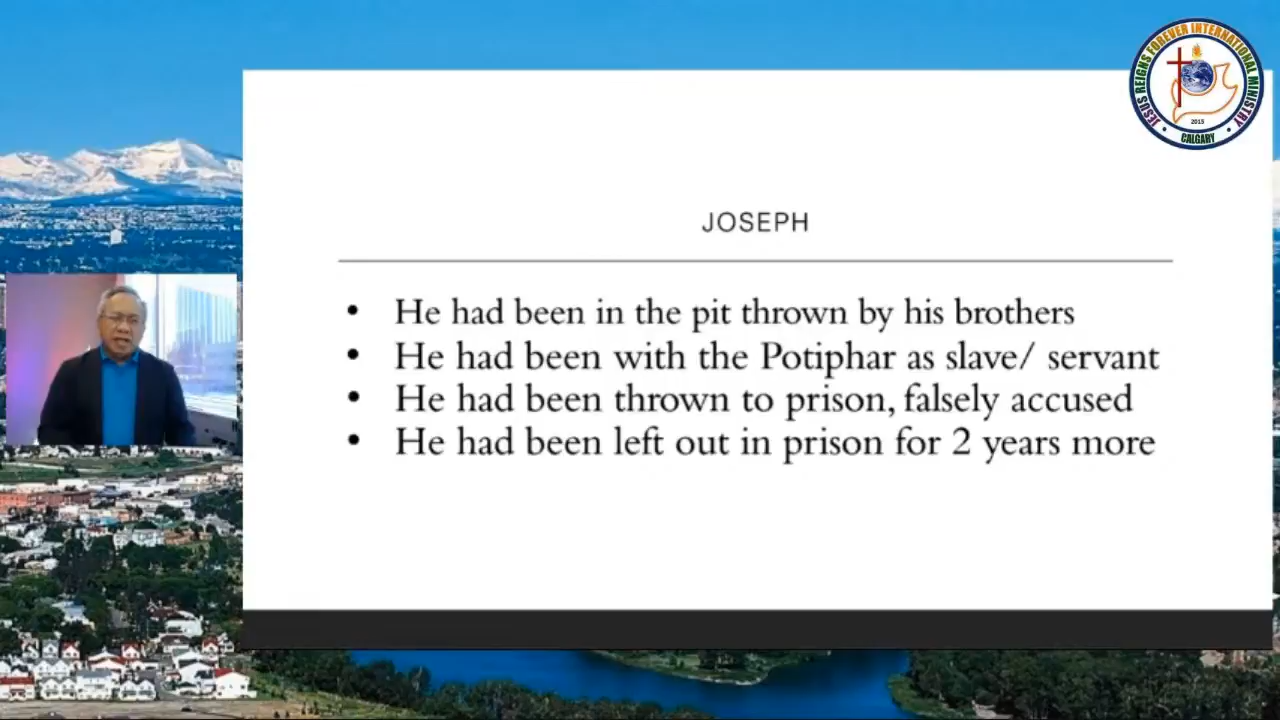 JESUS REIGNS FOREVER INTERNATIONAL MINISTRY
2015
CALGARY
JOSEPH
• He had been in the pit thrown by his brothers
• He had been with the Potiphar as slave/ servant
• He had been thrown to prison, falsely accused
• He had been left out in prison for 2 years more